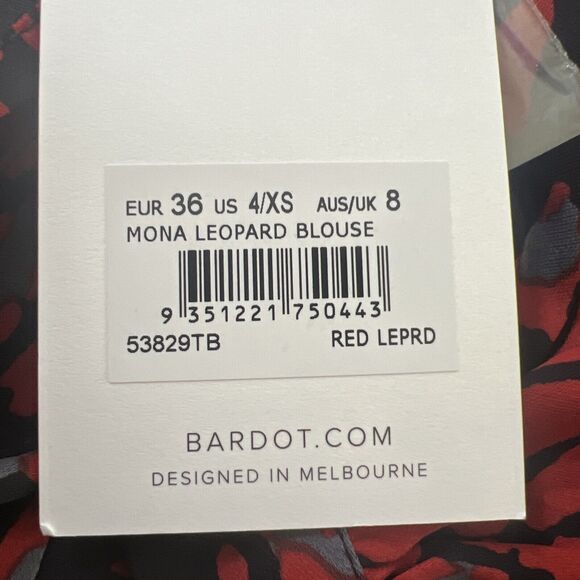 EUR 36 US 4/XS AUS/UK 8
MONA LEOPARD BLOUSE
9 351221 750443
53829TB RED LEPRD
BARDOT.COM
DESIGNED IN MELBOURNE